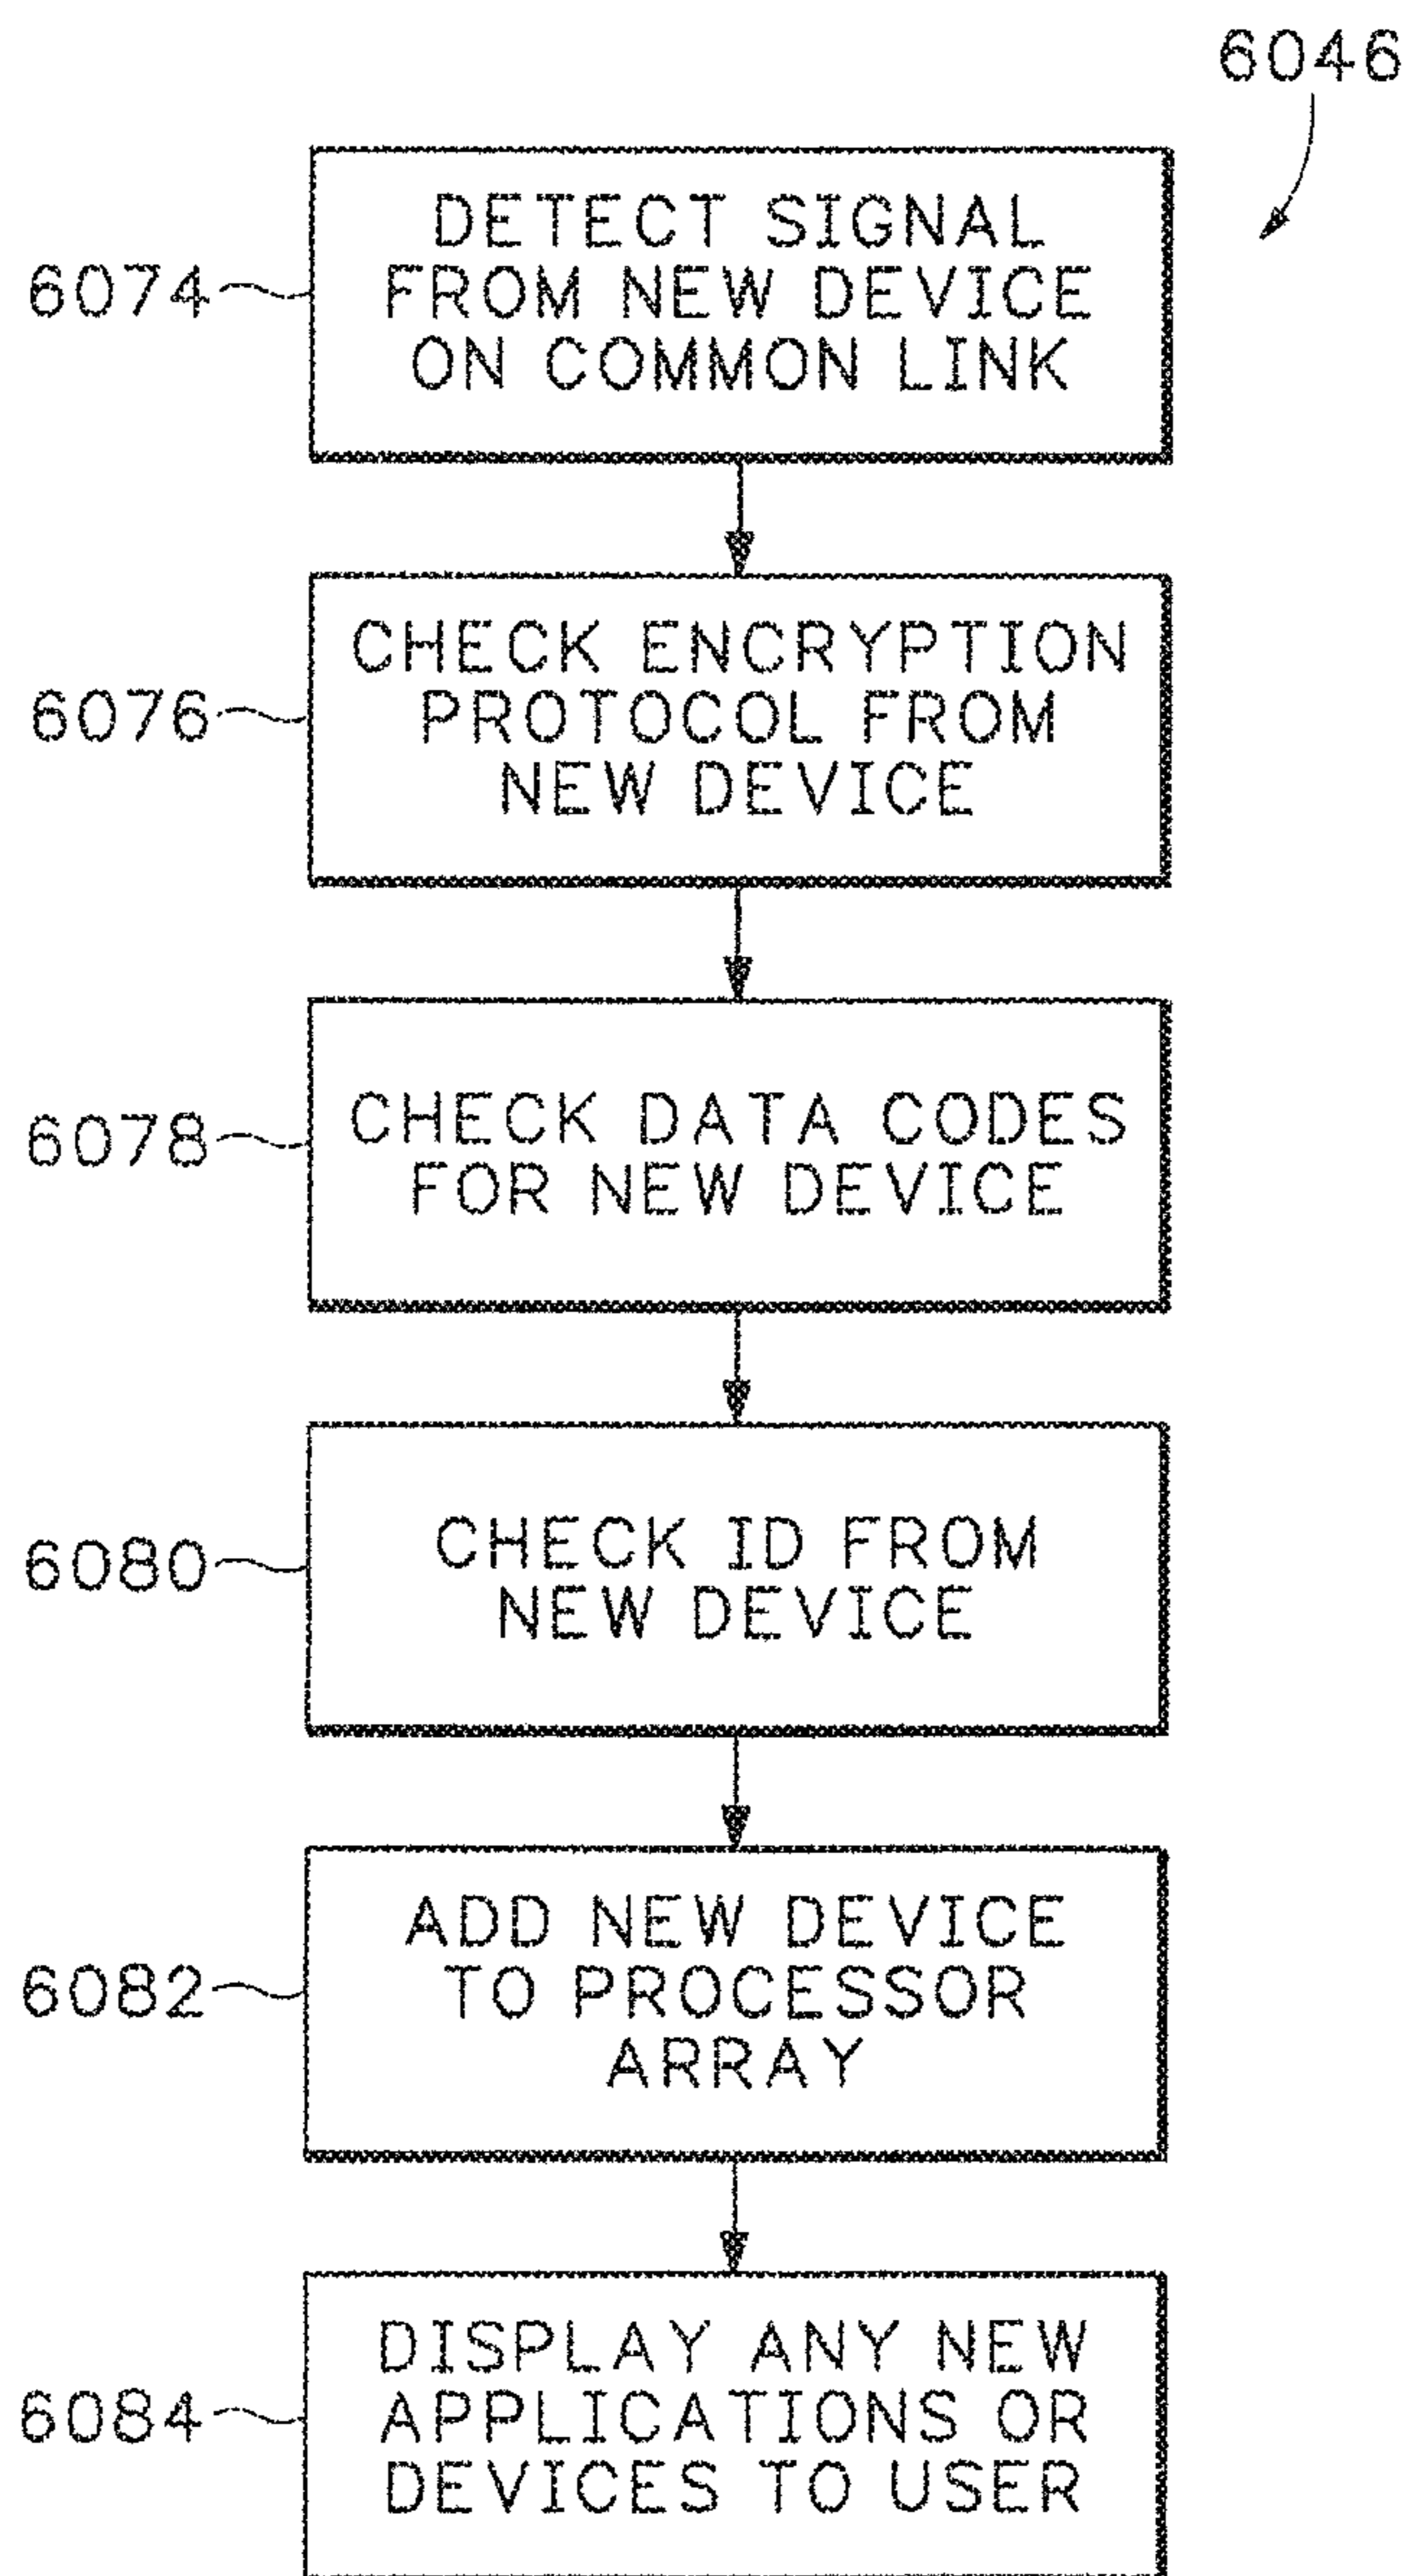 6046
DETECT SIGNAL
FROM NEW DEVICE
ON COMMON LINK
6074
CHECK ENCRYPTION
PROTOCOL FROM
NEW DEVICE
6076
CHECK DATA CODES
FOR NEW DEVICE
6078
CHECK ID FROM
NEW DEVICE
6080
ADD NEW DEVICE
TO PROCESSOR
ARRAY
6082
DISPLAY ANY NEW
APPLICATIONS OR
DEVICES TO USER
6084